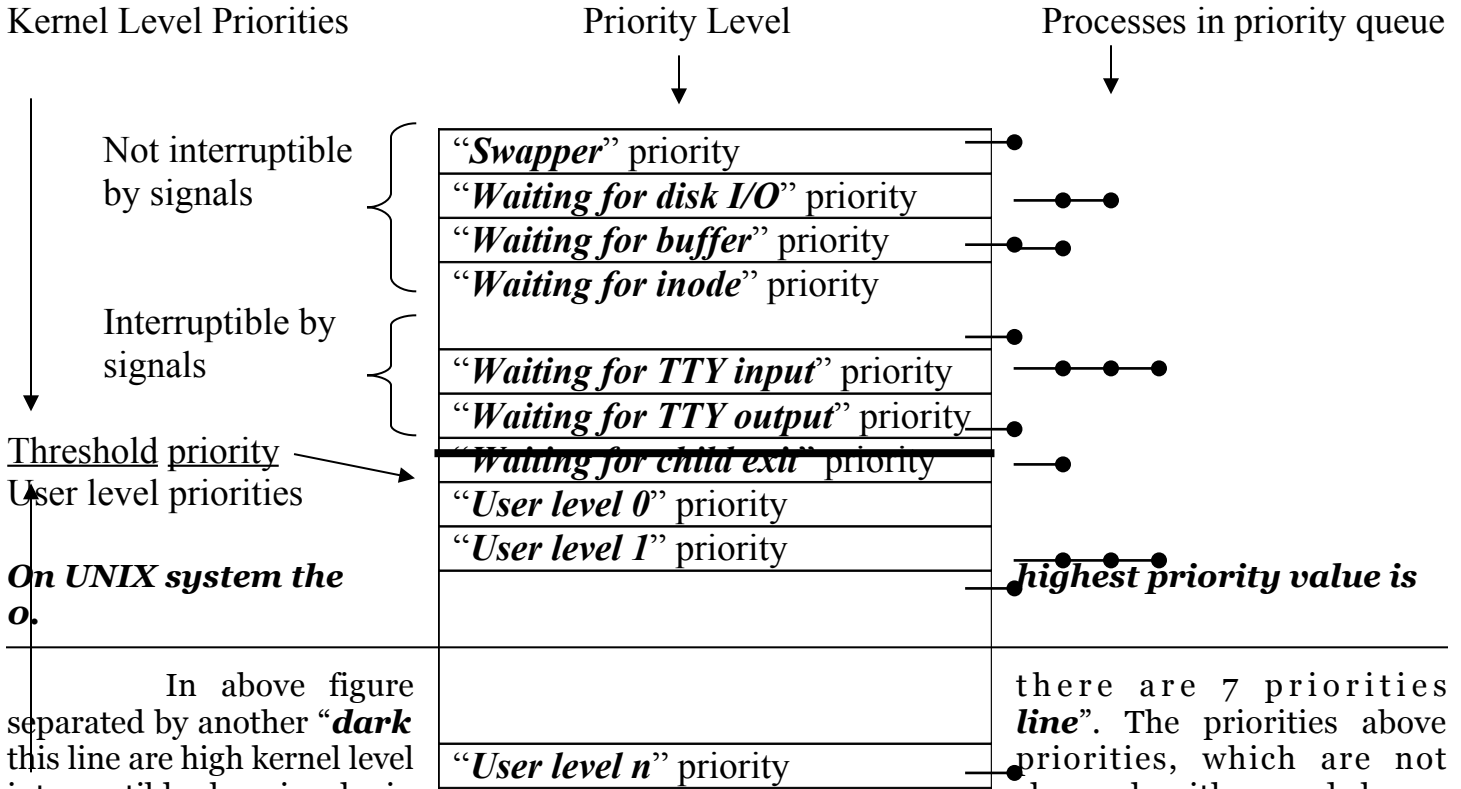 Kernel Level Priorities
Priority Level
Processes in priority queue
Not interruptible
by signals
“Swapper” priority
“Waiting for disk I/O” priority
“Waiting for buffer” priority
“Waiting for inode” priority
Interruptible by
signals
“Waiting for TTY input” priority
“Waiting for TTY output” priority
“Waiting for child exit” priority
Threshold priority
User level priorities
“User level 0” priority
“User level 1” priority
On UNIX system the highest priority value is
0.
In above figure there are 7 priorities
separated by another “dark line”. The priorities above
this line are high kernel level priorities, which are not
“User level n” priority